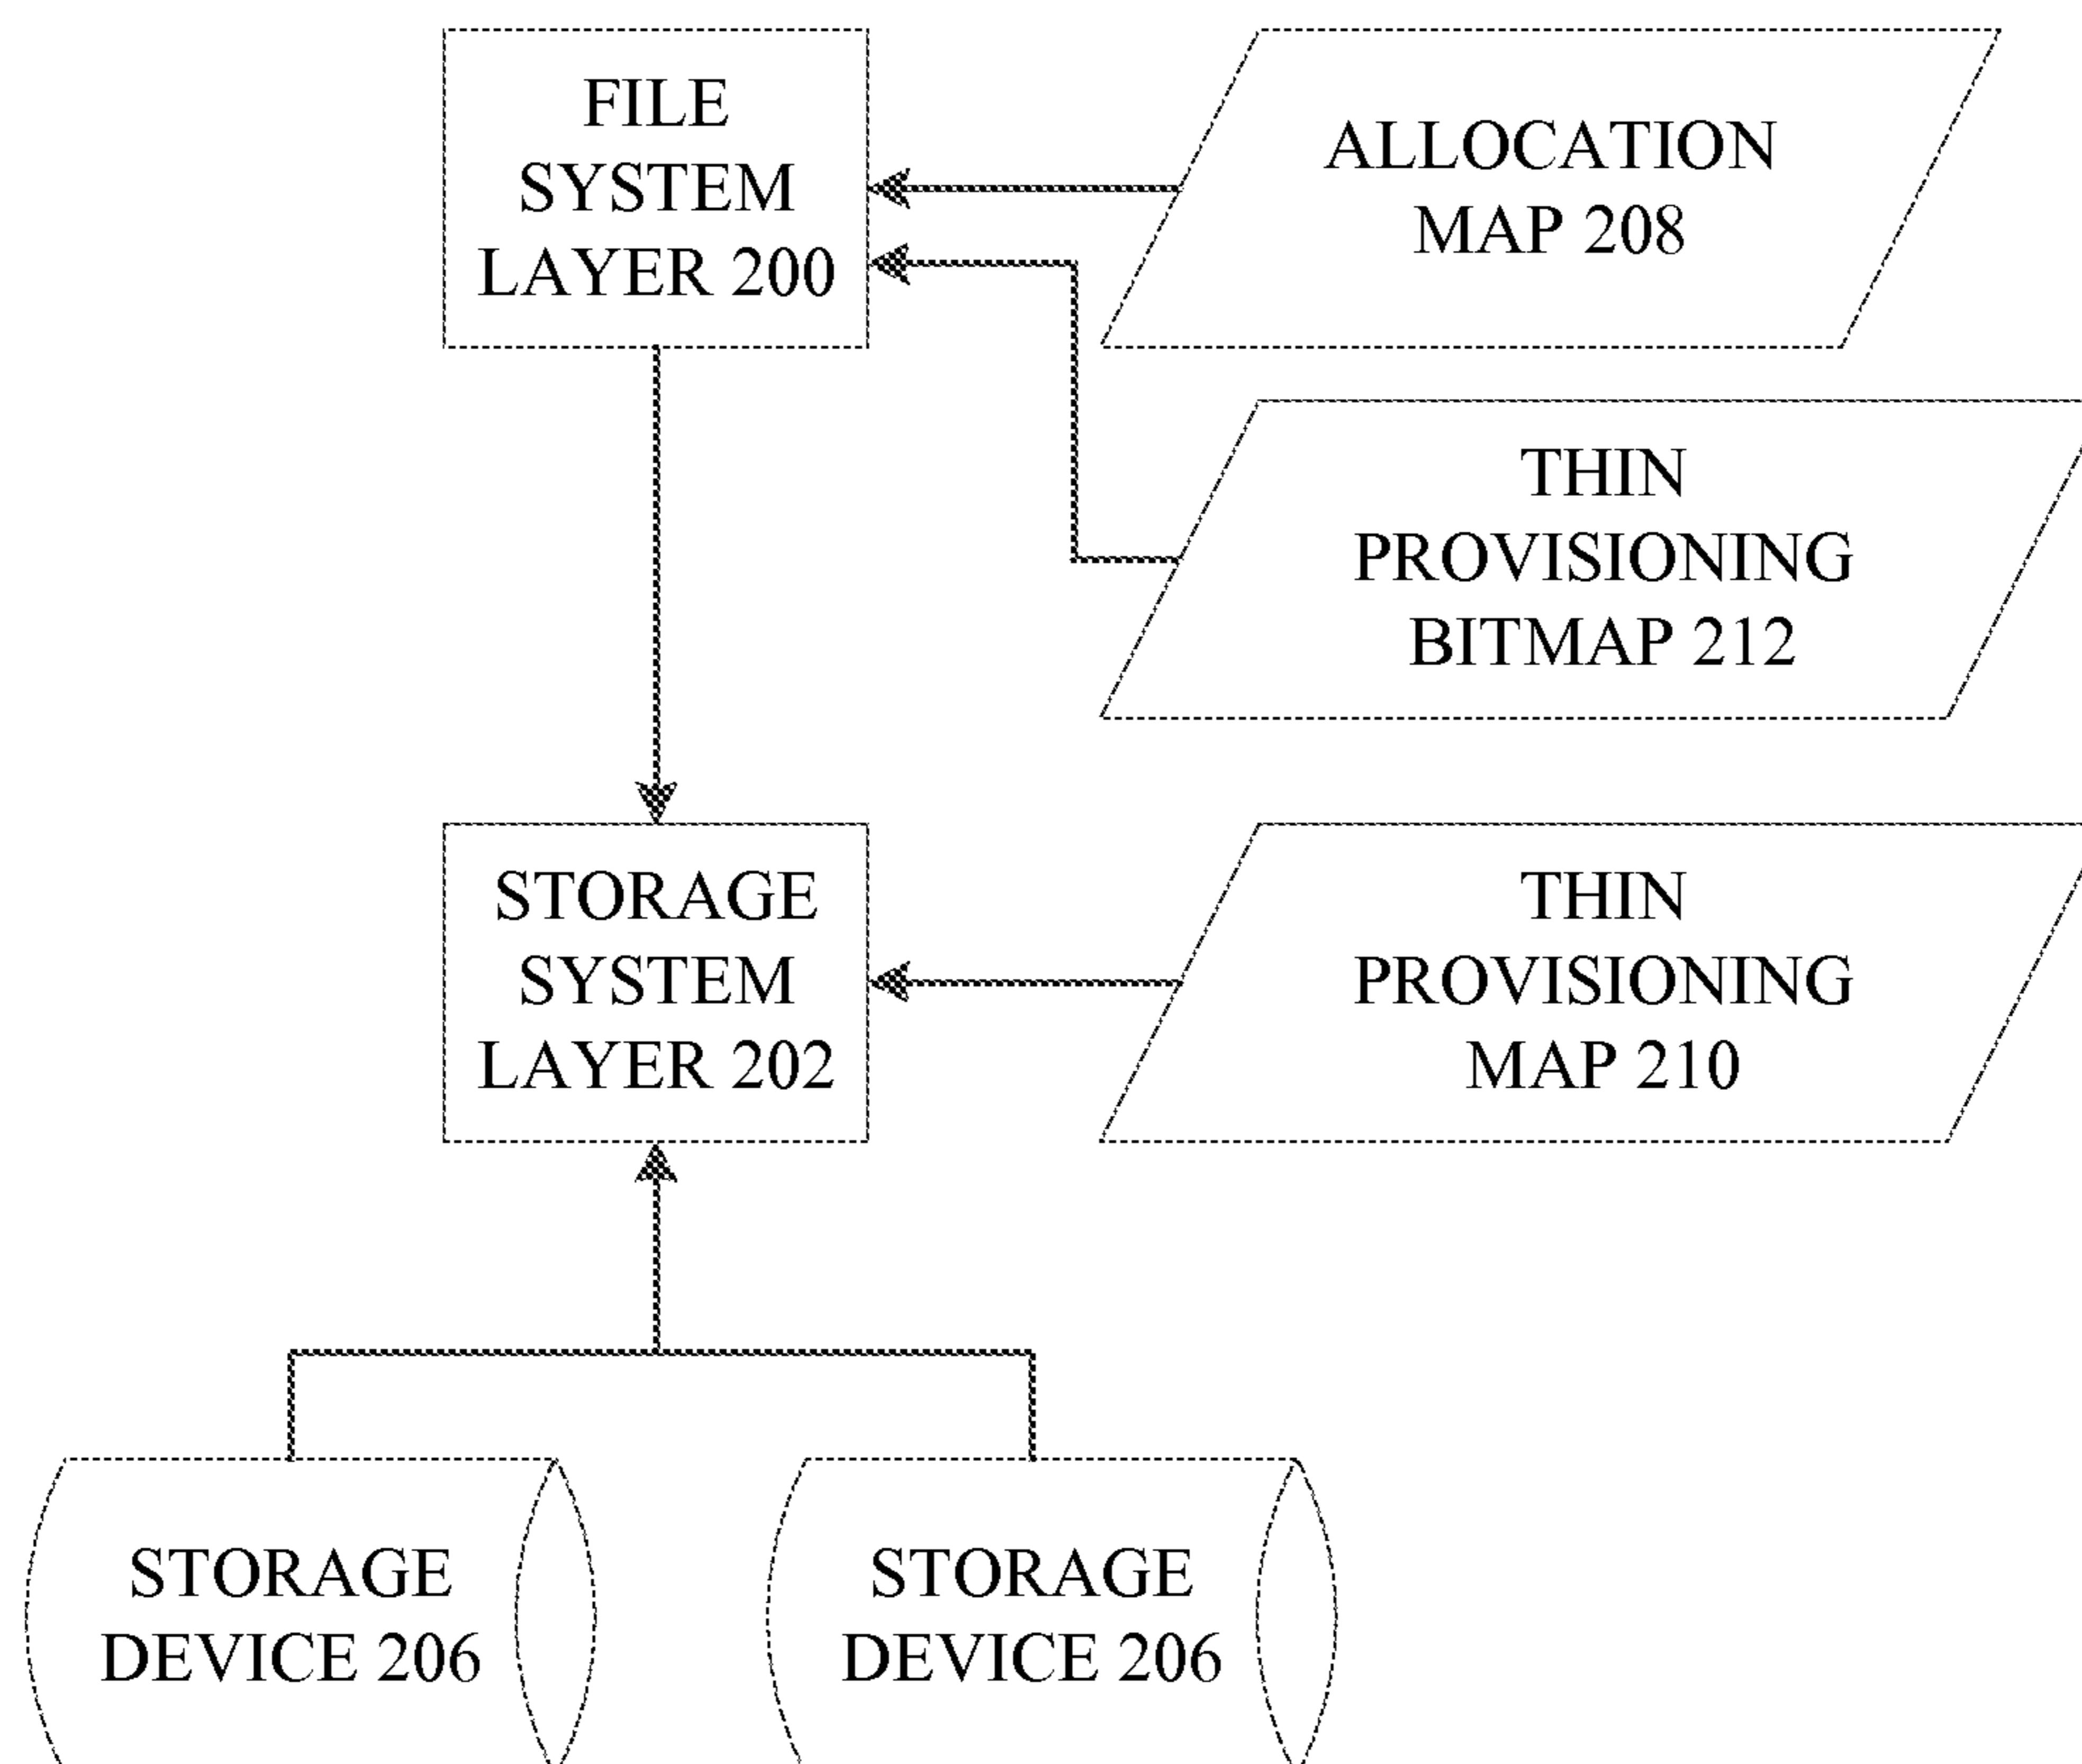 FILE
SYSTEM
LAYER 200
ALLOCATION
MAP 208
THIN
PROVISIONING
BITMAP 212
STORAGE
SYSTEM
LAYER 202
THIN
PROVISIONING
MAP 210
STORAGE
DEVICE 206
STORAGE
DEVICE 206